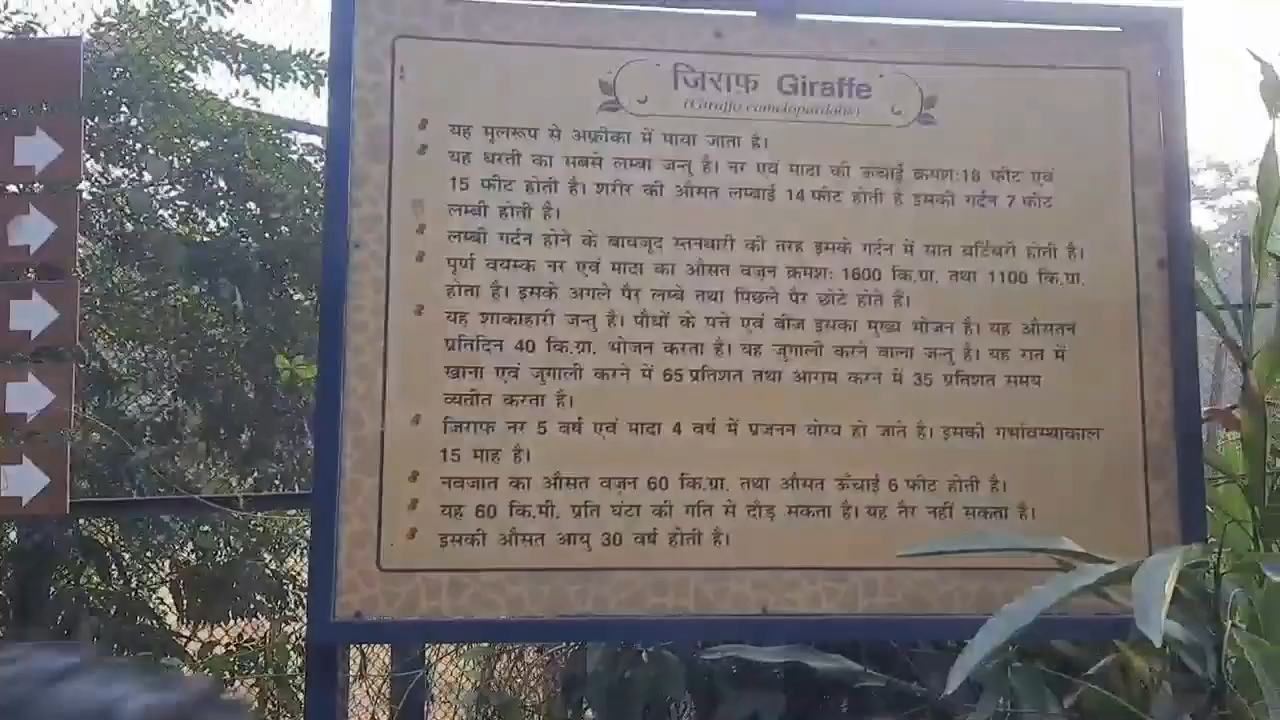 जिराफ़ Giraffe
(Giraffa camelopardalis)
यह मूलरूप से अफ्रीका में पाया जाता है।
यह धरती का सबसे लम्बा जन्तु है। नर एवं मादा की ऊंचाई क्रमशः18 फीट एवं
15 फीट होती है। शरीर की औसत लम्बाई 14 फीट होती है इसकी गर्दन 7 फीट
लम्बी होती है।
लम्बी गर्दन होने के बावजूद स्तनधारी की तरह इसके गर्दन में सात वर्टिबरी होती है।
पूर्ण वयस्क नर एवं मादा का औसत वज़न क्रमशः 1600 कि.ग्रा. तथा 1100 कि.ग्रा.
होता है। इसके अगले पैर लम्बे तथा पिछले पैर छोटे होते हैं।
यह शाकाहारी जन्तु है। पौधों के पत्ते एवं बीज इसका मुख्य भोजन है। यह औसतन
प्रतिदिन 40 कि.ग्रा. भोजन करता है। यह जुगाली करने वाला जन्तु है। यह रात में
खाना एवं जुगाली करने में 65 प्रतिशत तथा आराम करने में 35 प्रतिशत समय
व्यतीत करता है।
जिराफ नर 5 वर्ष एवं मादा 4 वर्ष में प्रजनन योग्य हो जाते है। इसकी गर्भावस्थाकाल
15 माह है।
नवजात का औसत वज़न 60 कि.ग्रा. तथा औसत ऊँचाई 6 फीट होती है।
यह 60 कि.मी. प्रति घंटा की गति से दौड़ सकता है। यह तैर नहीं सकता है।
इसकी औसत आयु 30 वर्ष होती है।